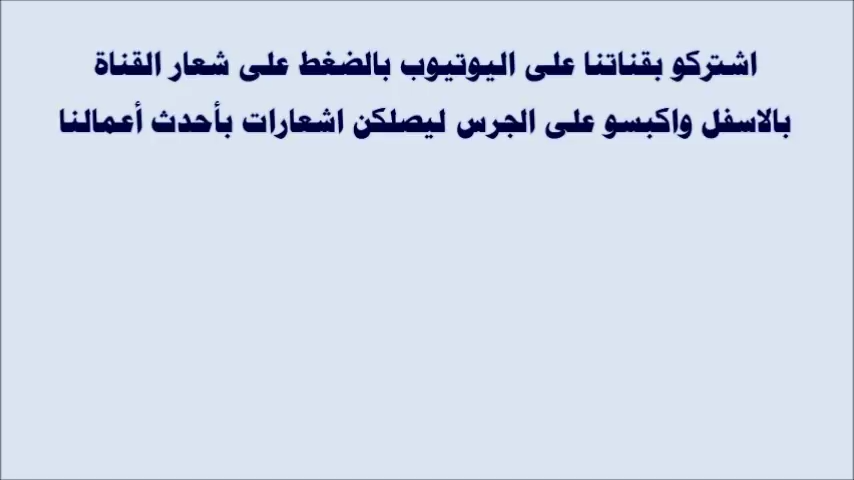 اشتركو بقناتنا على اليوتيوب بالضغط على شعار القناة
بالاسفل واكبسو على الجرس ليصلكن اشعارات بأحدث أعمالنا